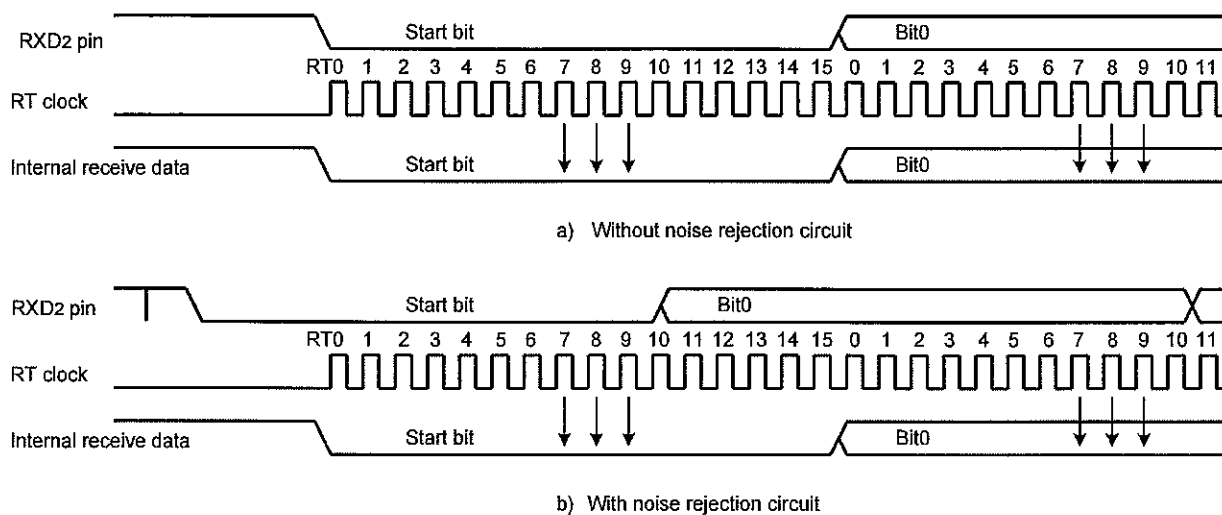 RXD2 pin Start bit Bit0
RT0 1 2 3 4 5 6 7 8 9 10 11 12 13 14 15 0 1 2 3 4 5 6 7 8 9 10 11
RT clock
Internal receive data Start bit Bit0
a) Without noise rejection circuit
RXD2 pin Start bit Bit0
RT0 1 2 3 4 5 6 7 8 9 10 11 12 13 14 15 0 1 2 3 4 5 6 7 8 9 10 11
RT clock
Internal receive data Start bit Bit0
b) With noise rejection circuit